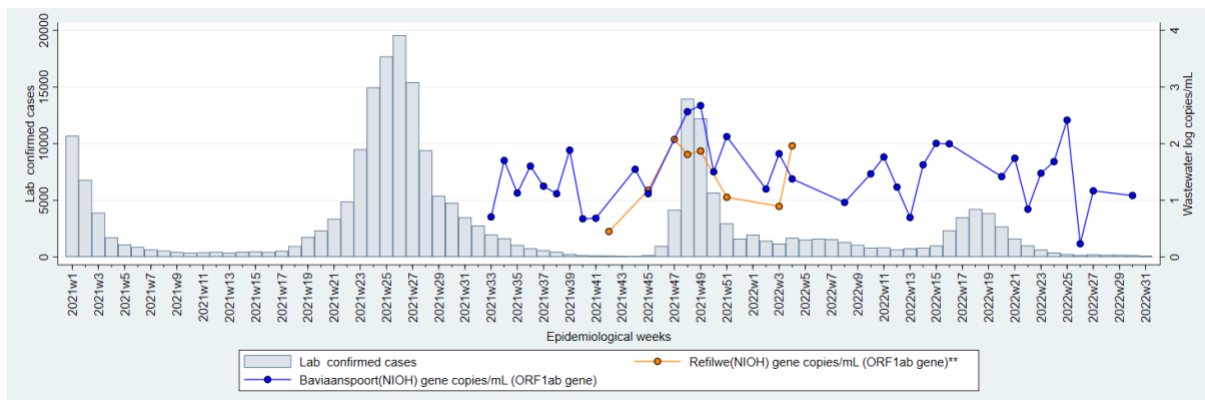 20000
15000
10000
5000
0
Lab confirmed cases
4
3
2
1
0
Wastewater log copies/mL
2021w1
2021w3
2021w5
2021w7
2021w9
2021w11
2021w13
2021w15
2021w17
2021w19
2021w21
2021w23
2021w25
2021w27
2021w29
2021w31
2021w33
2021w35
2021w37
2021w39
2021w41
2021w43
2021w45
2021w47
2021w49
2021w51
2022w1
2022w3
2022w5
2022w7
2022w9
2022w11
2022w13
2022w15
2022w17
2022w19
2022w21
2022w23
2022w25
2022w27
2022w29
2022w31
Epidemiological weeks
Lab confirmed cases
Refilwe(NIOH) gene copies/mL (ORF1ab gene)**
Baviaanspoort(NIOH) gene copies/mL (ORF1ab gene)